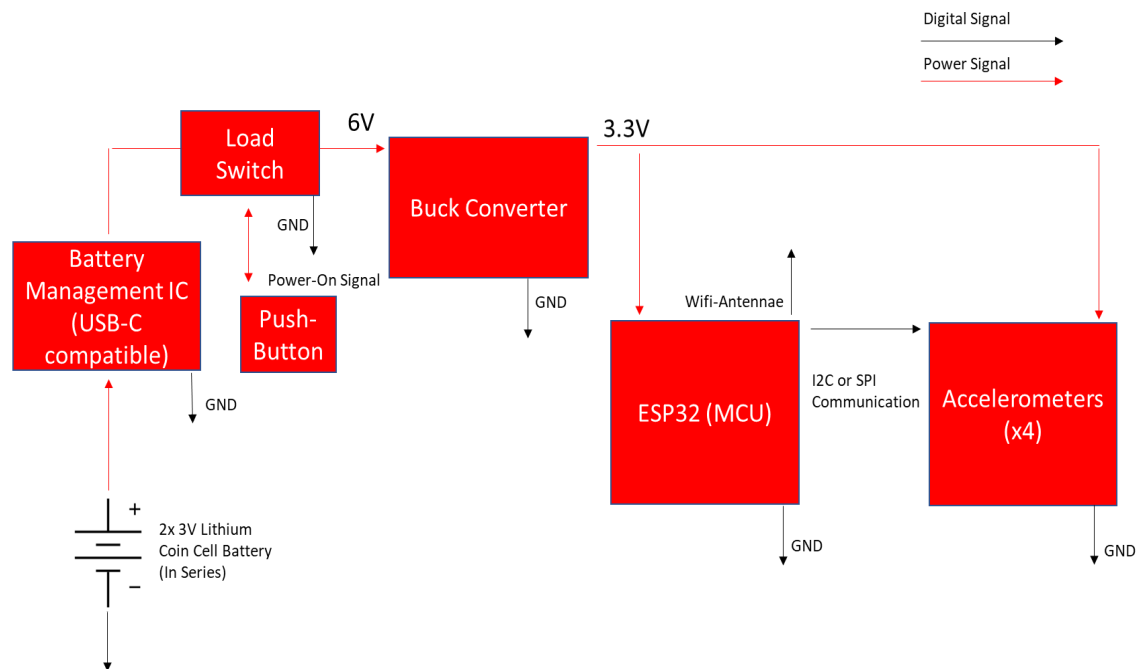 Digital Signal
Power Signal
Load
Switch
6V
3.3V
Buck Converter
GND
Battery
Management IC
(USB-C
compatible)
Power-On Signal
Push-
Button
GND
Wifi-Antennae
GND
ESP32 (MCU)
I2C or SPI
Communication
Accelerometers
(x4)
+
2x 3V Lithium
Coin Cell Battery
(In Series)
−
GND
GND